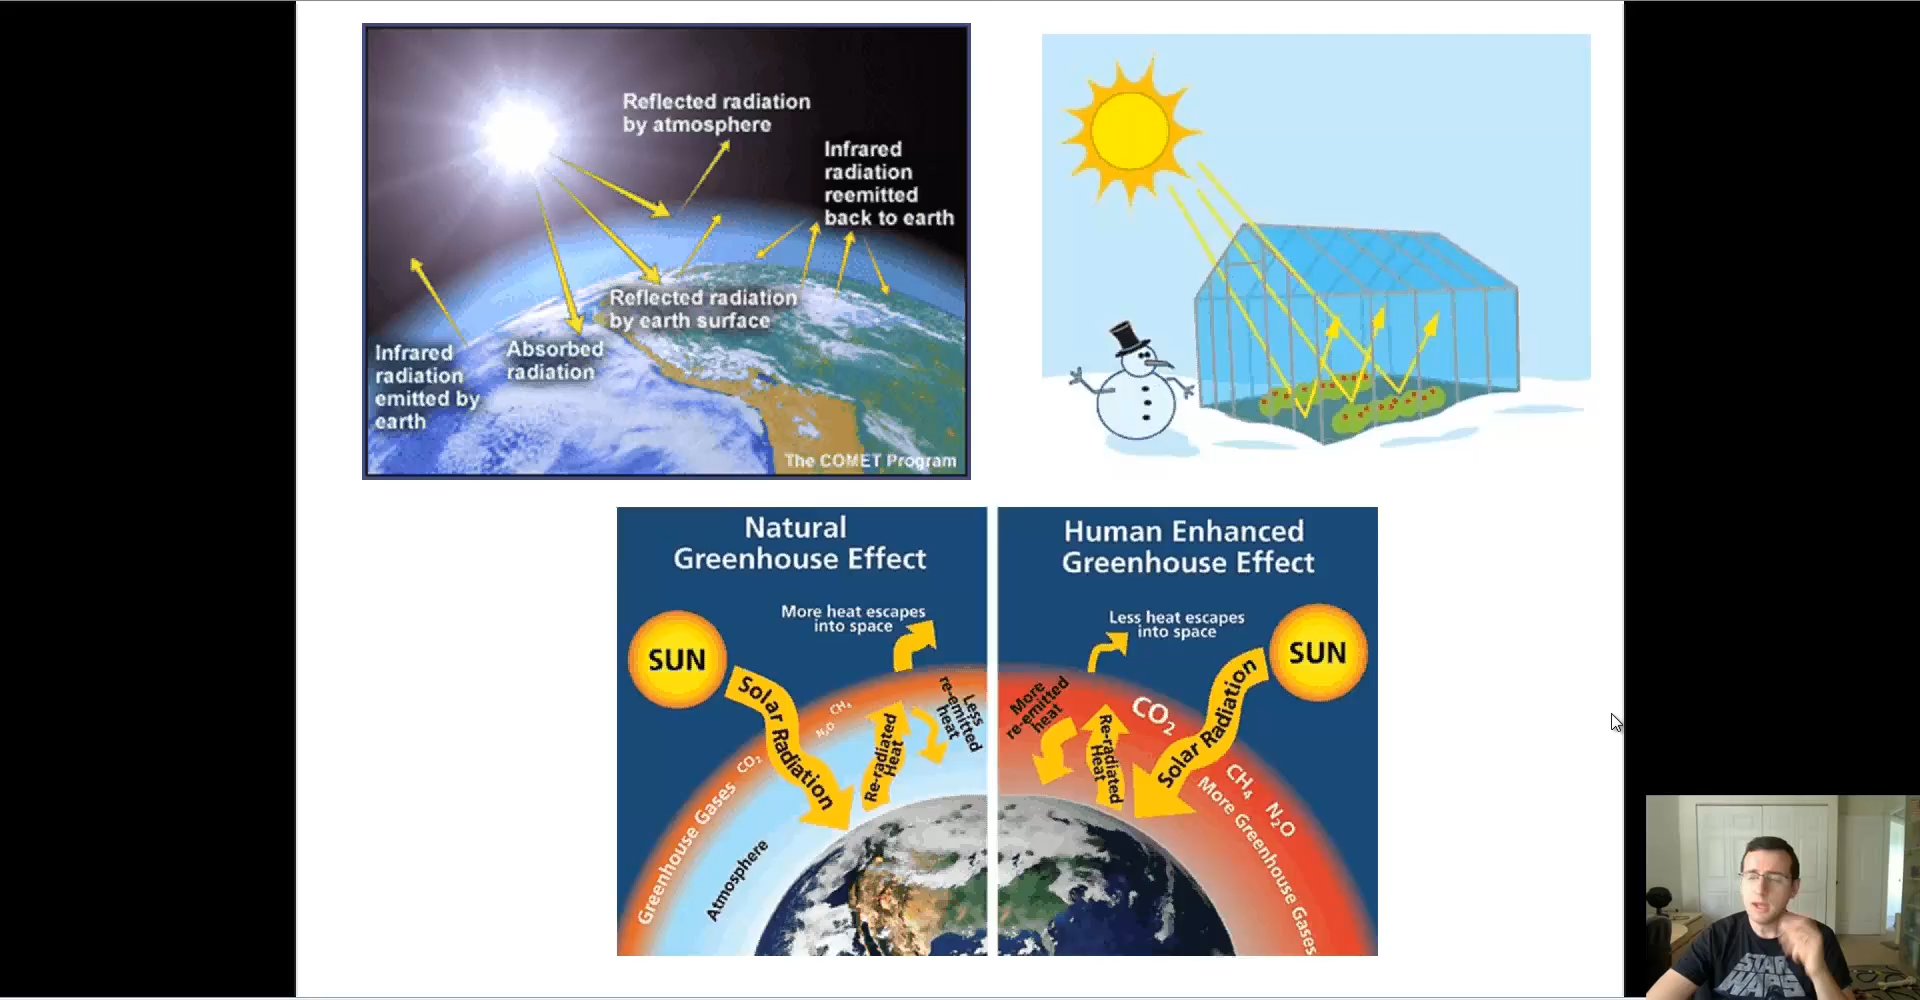 Reflected radiation
by atmosphere
Infrared
radiation
reemitted
back to earth
Reflected radiation
by earth surface
Infrared
radiation
emitted by
earth
Absorbed
radiation
The COMET Program
Natural
Greenhouse Effect
More heat escapes
into space
SUN
Solar Radiation
CH₄
N₂O
CO₂
Re-radiated
Heat
Less
re-emitted
heat
Greenhouse Gases
Atmosphere
Human Enhanced
Greenhouse Effect
Less heat escapes
into space
SUN
Solar Radiation
More
re-emitted
heat
Re-radiated
Heat
CO₂
CH₄
N₂O
More Greenhouse Gases
STAR
WARS